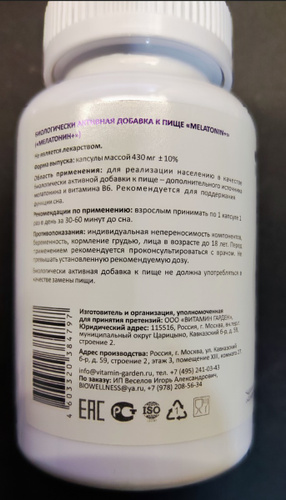 БИОЛОГИЧЕСКИ АКТИВНАЯ ДОБАВКА К ПИЩЕ «MELATONIN+»
(«МЕЛАТОНИН+»)
Не является лекарством.
Форма выпуска: капсулы массой 430 мг ±10%
Область применения: для реализации населению в качестве
биологически активной добавки к пище – дополнительного источника
мелатонина и витамина В6. Рекомендуется для поддержания
функции сна.
Рекомендации по применению: взрослым принимать по 1 капсуле 1
раз в день за 30-60 минут до сна.
Противопоказания: индивидуальная непереносимость компонентов,
беременность, кормление грудью, лица в возрасте до 18 лет. Перед
применением рекомендуется проконсультироваться с врачом. Не
превышать установленную рекомендуемую дозу.
Биологически активная добавка к пище не должна употребляться в
качестве замены пищи.
Изготовитель и организация, уполномоченная
для принятия претензий: ООО «ВИТАМИН ГАРДЕН»,
Юридический адрес: 115516, Россия, г Москва, вн.тер.г.
муниципальный округ Царицыно, Кавказский б-р д. 59,
строение 2.
Адрес производства: Россия, г. Москва, ул. Кавказский
б-р, д. 59, строение 2, этаж 3, помещение XIII, комнаты
info@vitamin-garden.ru, тел. +7 (495) 241-03-43
По заказу: ИП Веселов Игорь Александрович,
BIOWELLNESS@ya.ru, +7 (978) 208-56-34
EAC ISO